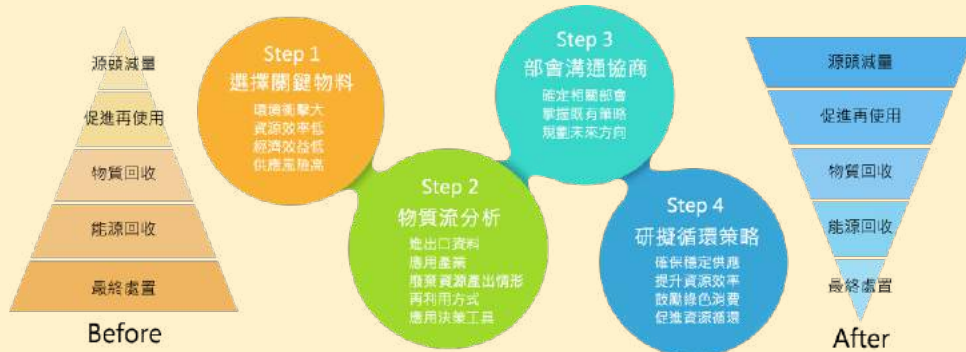 源頭減量
促進再使用
物質回收
能源回收
最終處置
Before
Step 1
選擇關鍵物料
環境衝擊大
資源效率低
經濟效益低
供應風險高
Step 2
物質流分析
進出口資料
應用產業
廢棄資源產出情形
再利用方式
應用決策工具
Step 3
部會溝通協商
確定相關部會
掌握既有策略
規劃未來方向
Step 4
研擬循環策略
確保穩定供應
提升資源效率
鼓勵綠色消費
促進資源循環
源頭減量
促進再使用
物質回收
能源回收
最終處置
After